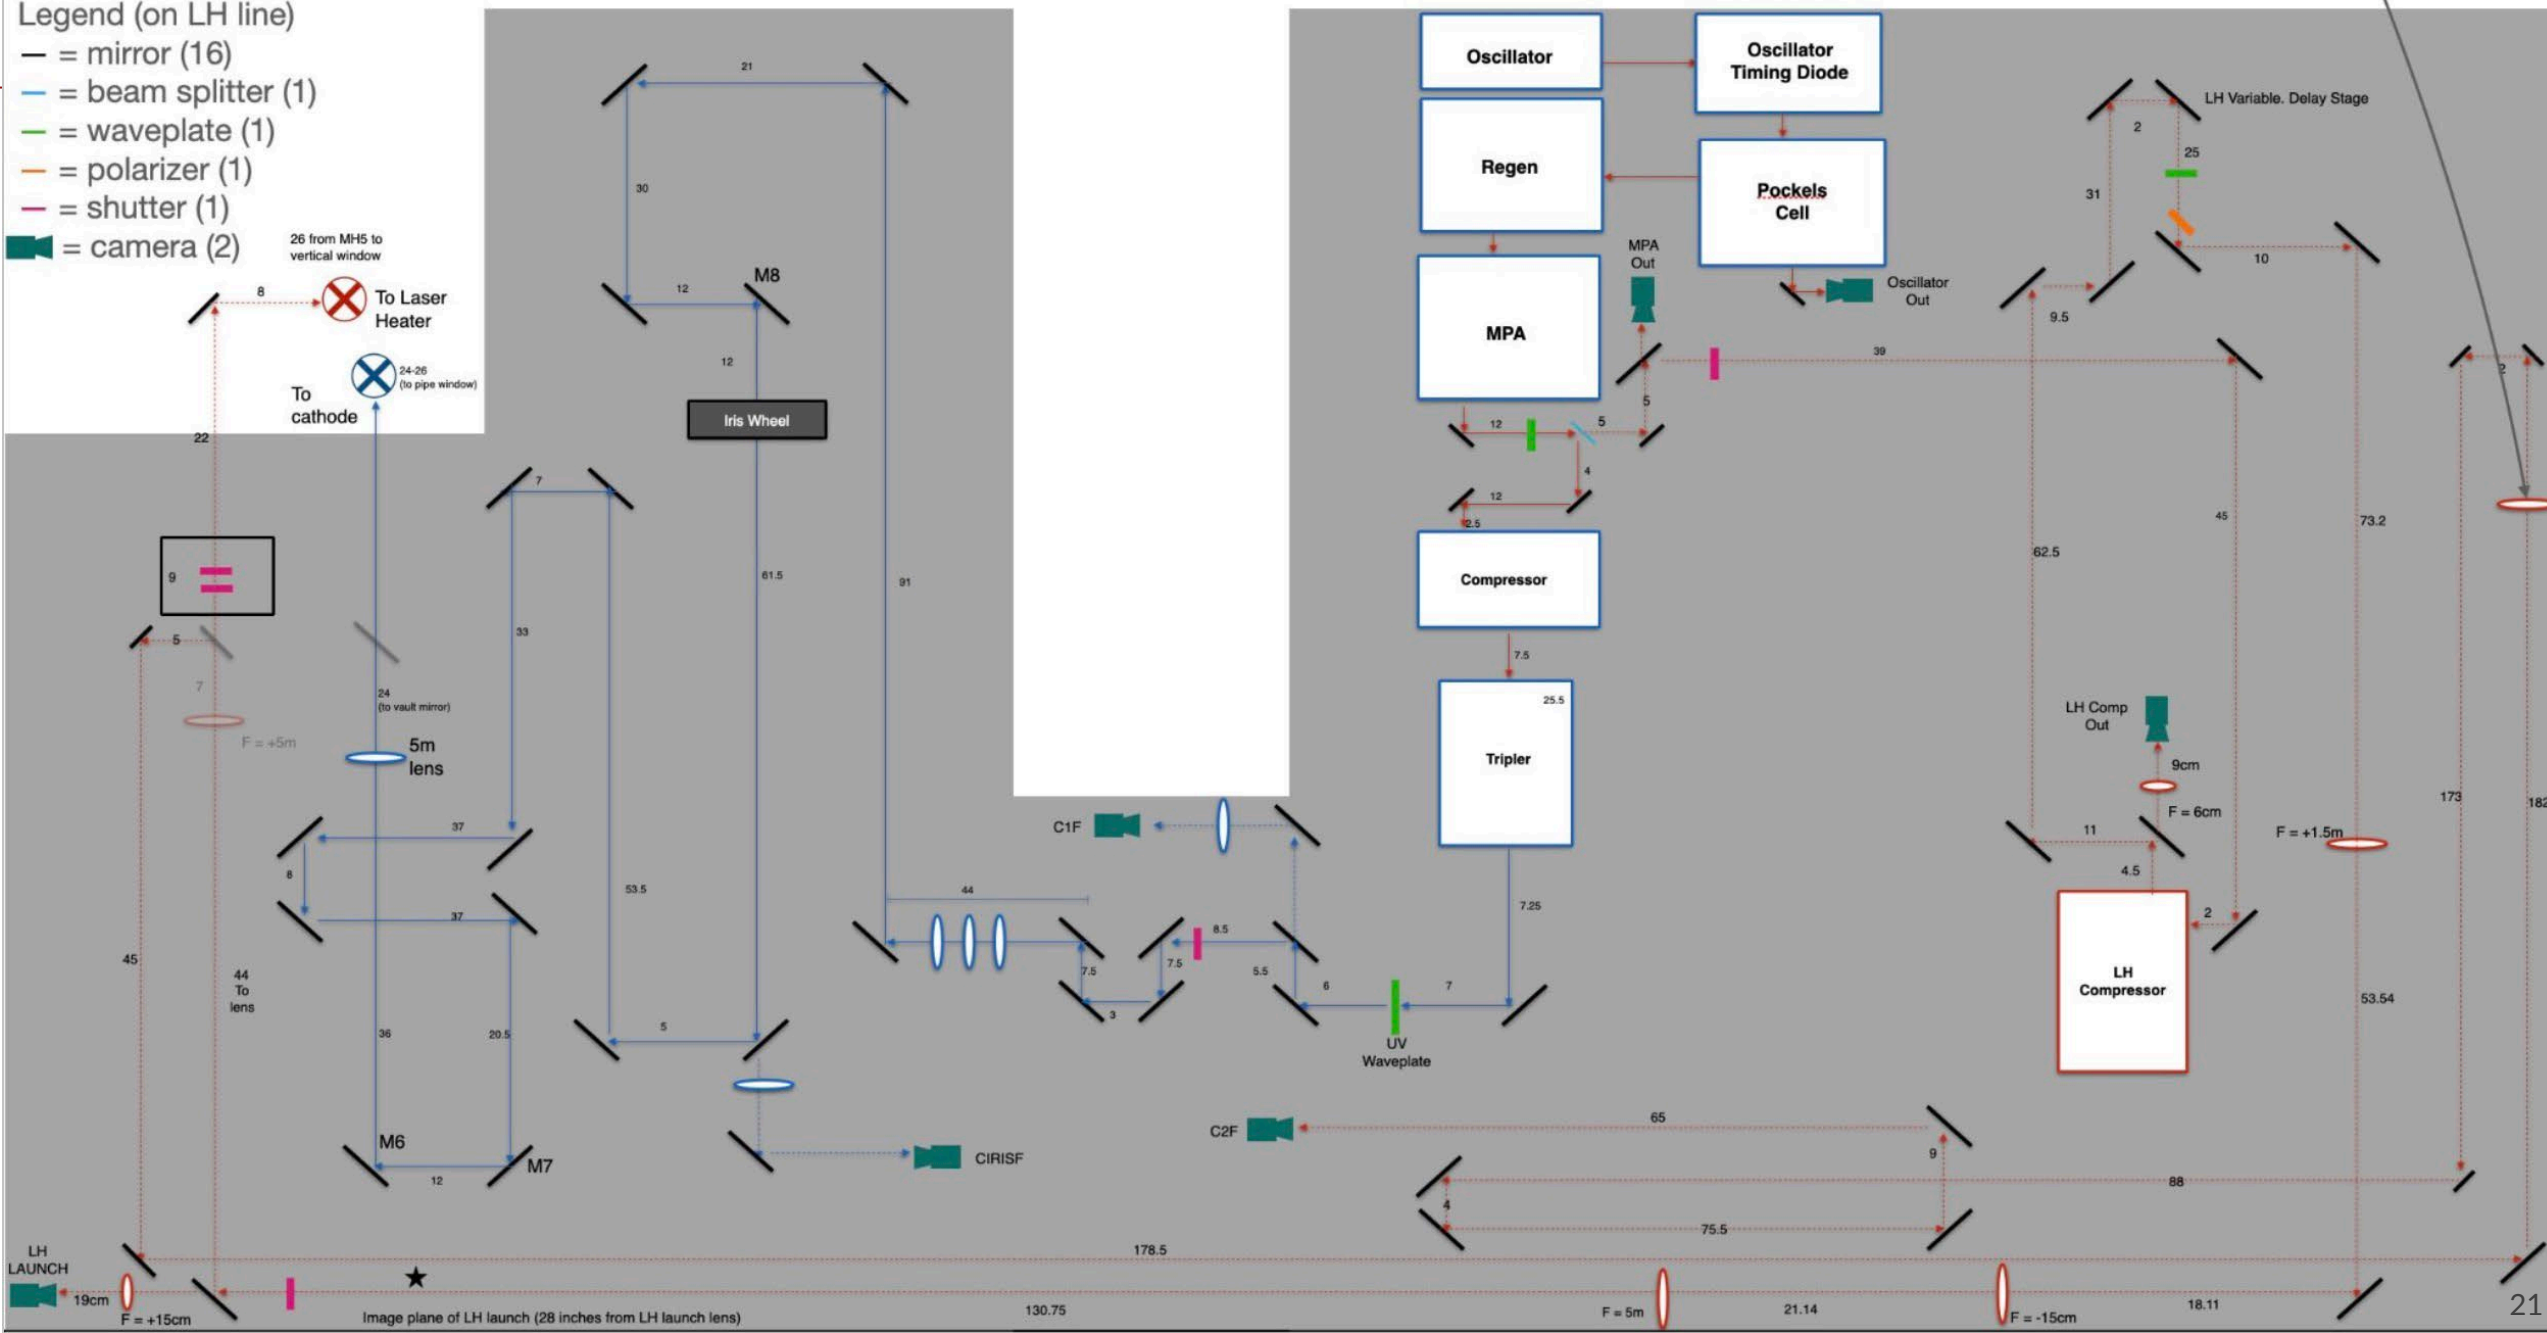 Legend (on LH line)
= mirror (16)
= beam splitter (1)
= waveplate (1)
= polarizer (1)
= shutter (1)
= camera (2)
26 from MH5 to
vertical window
8
To Laser
Heater
24-26
(to pipe window)
To
cathode
22
9
5
7
F = +5m
24
(to vault mirror)
5m
lens
45
44
To
lens
36
20.5
M6
M7
12
37
8
37
33
7
53.5
5
21
30
12
M8
12
Iris Wheel
61.5
91
44
CIRISF
C1F
7.5
3
7.5
8.5
5.5
6
7
UV
Waveplate
7.25
Oscillator
Oscillator
Timing Diode
Regen
Pockels
Cell
MPA
Out
Oscillator
Out
MPA
39
5
12
5
4
12
2.5
Compressor
7.5
25.5
Tripler
LH Variable. Delay Stage
2
25
31
10
9.5
45
62.5
73.2
2
173
182
LH Comp
Out
9cm
F = 6cm
11
4.5
2
LH
Compressor
F = +1.5m
53.54
C2F
65
9
88
4
75.5
178.5
LH
LAUNCH
19cm
F = +15cm
Image plane of LH launch (28 inches from LH launch lens)
130.75
F = 5m
21.14
F = -15cm
18.11
21